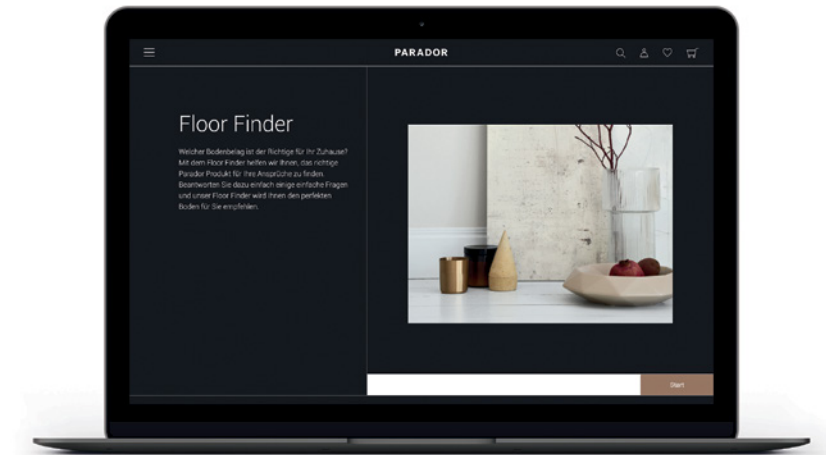 PARADOR
Floor Finder
Welcher Bodenbelag ist der Richtige für Ihr Zuhause?
Mit dem Floor Finder helfen wir Ihnen, das richtige
Parador Produkt für Ihre Ansprüche zu finden.
Beantworten Sie dazu einfach einige einfache Fragen
und unser Floor Finder wird Ihnen den perfekten
Boden für Sie empfehlen.
Start